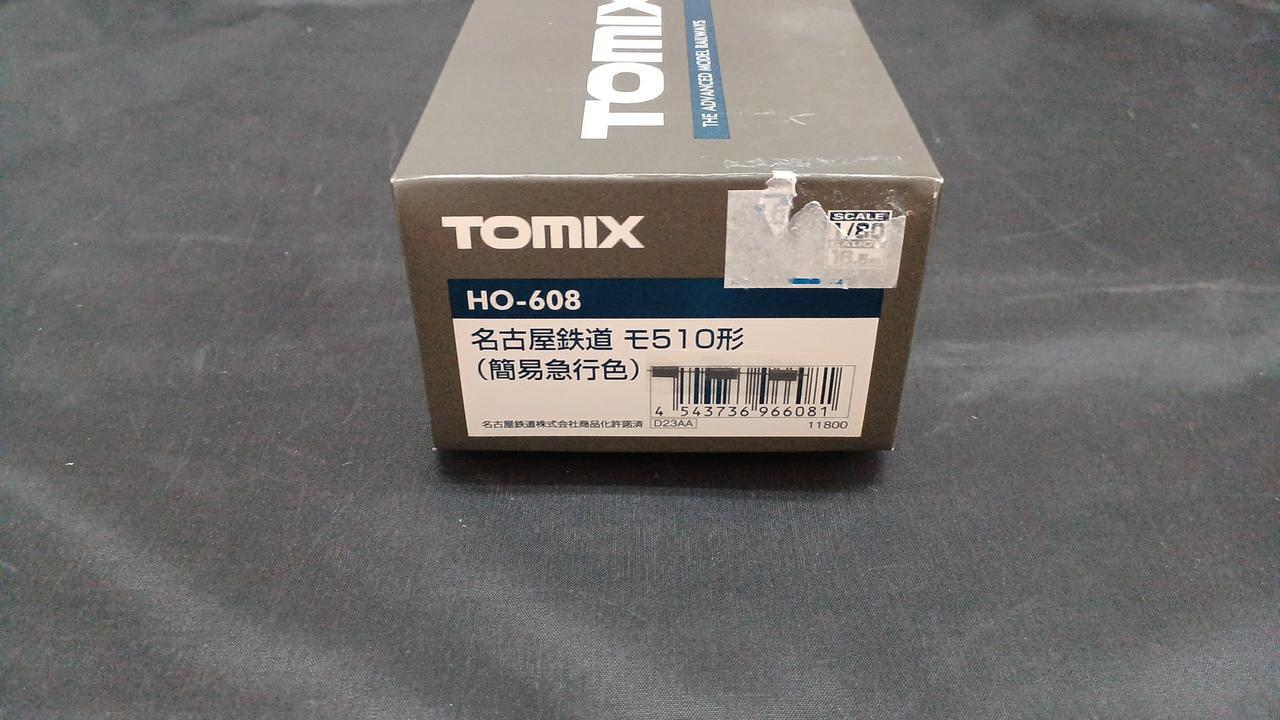 TOMIX
THE ADVANCED MODEL RAILWAYS
TOMIX
SCALE
1/80
GAUGE
16.5mm
HO-608
名古屋鉄道 モ510形
(簡易急行色)
4 543736 966081
名古屋鉄道株式会社商品化許諾済
D23AA
11800